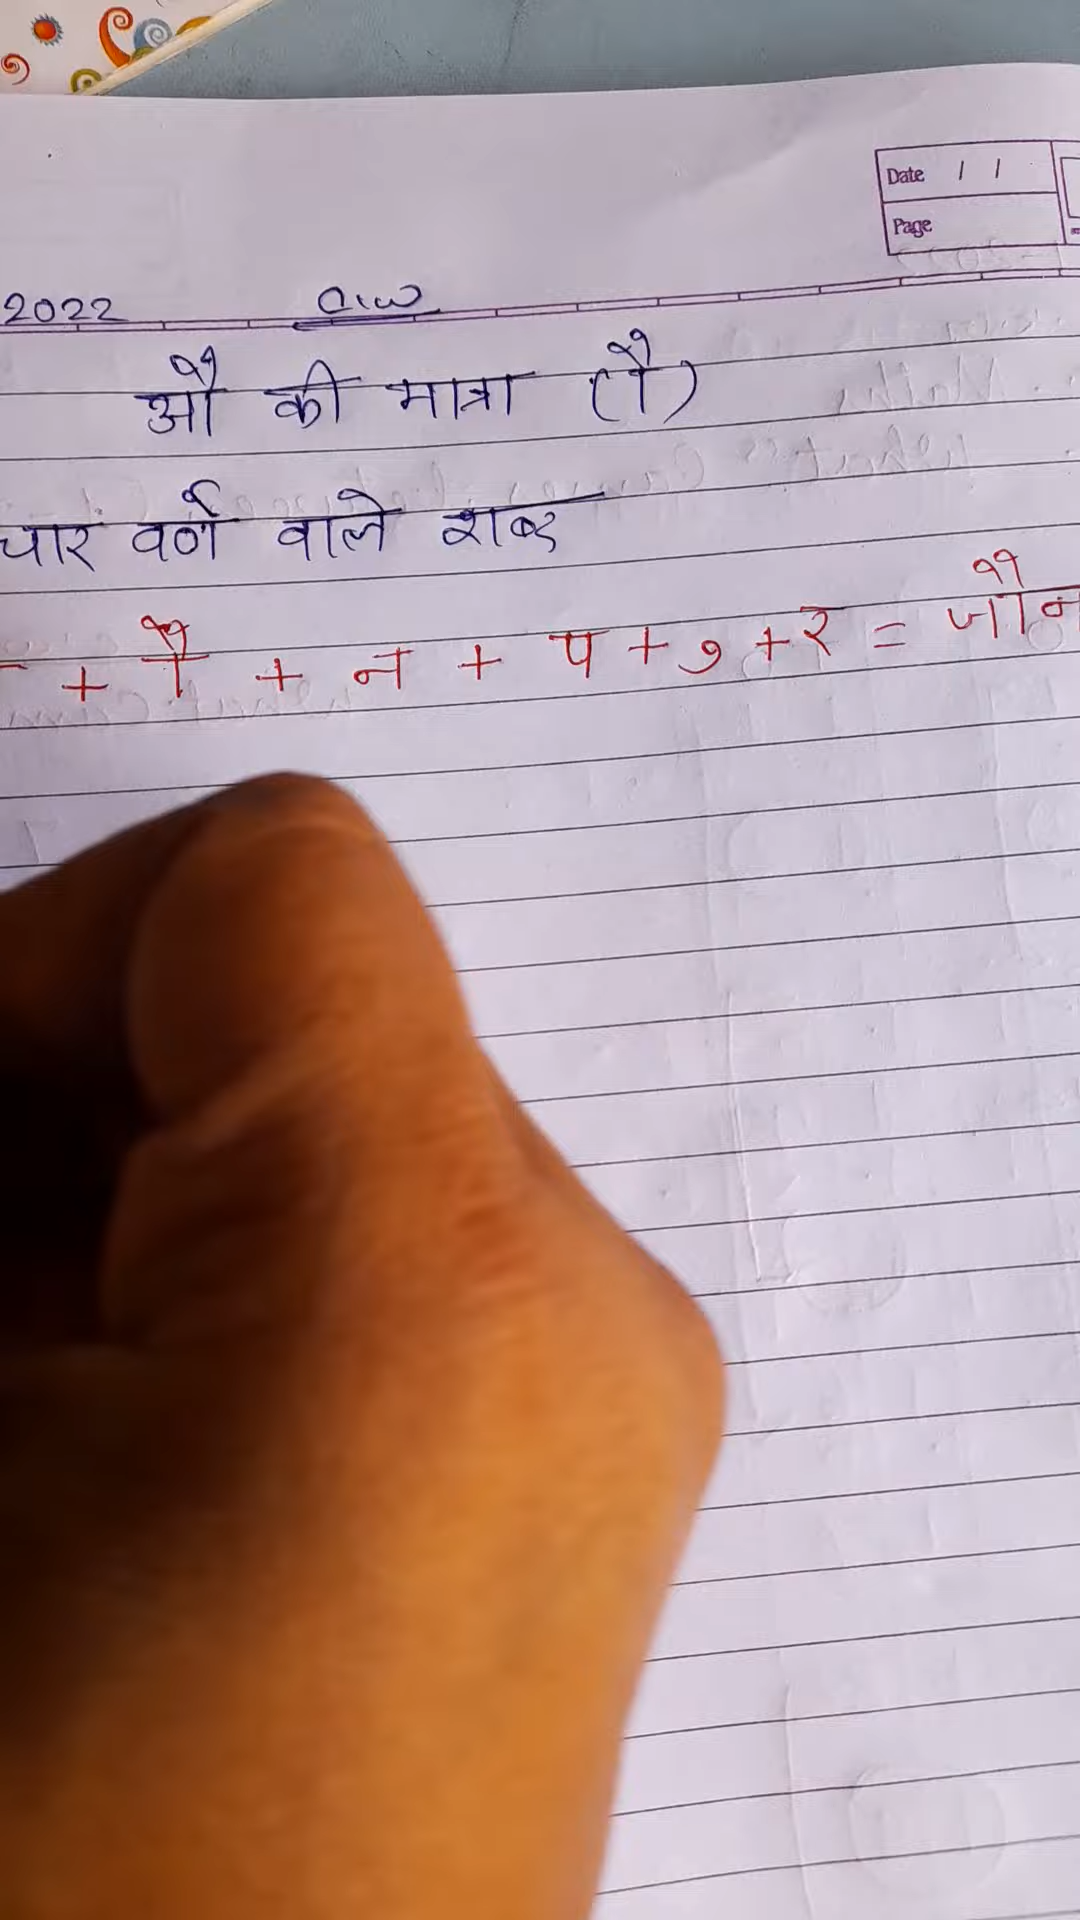 Date / /
Page
2022 C.W
औ की मात्रा (ौ)
चार वर्ण वाले शब्द
+ ौ + न + प + ु + र = जौन